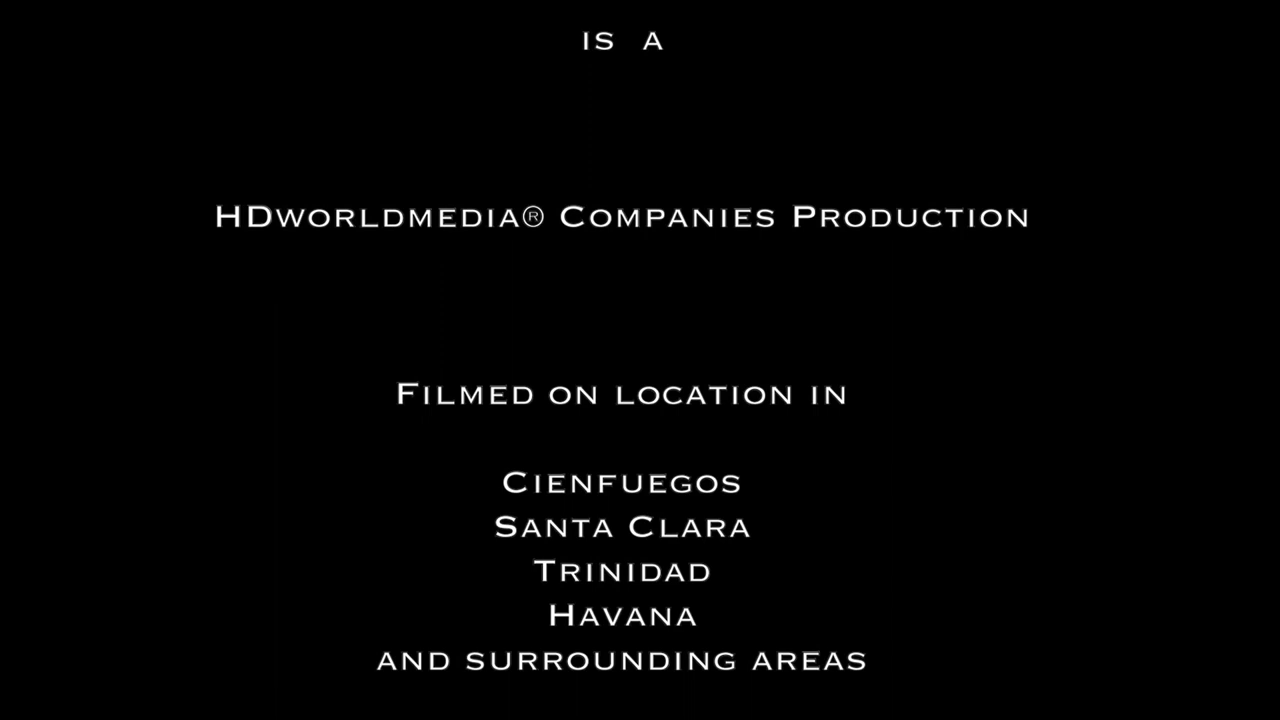 IS A
HDWORLDMEDIA® COMPANIES PRODUCTION
FILMED ON LOCATION IN
CIENFUEGOS
SANTA CLARA
TRINIDAD
HAVANA
AND SURROUNDING AREAS